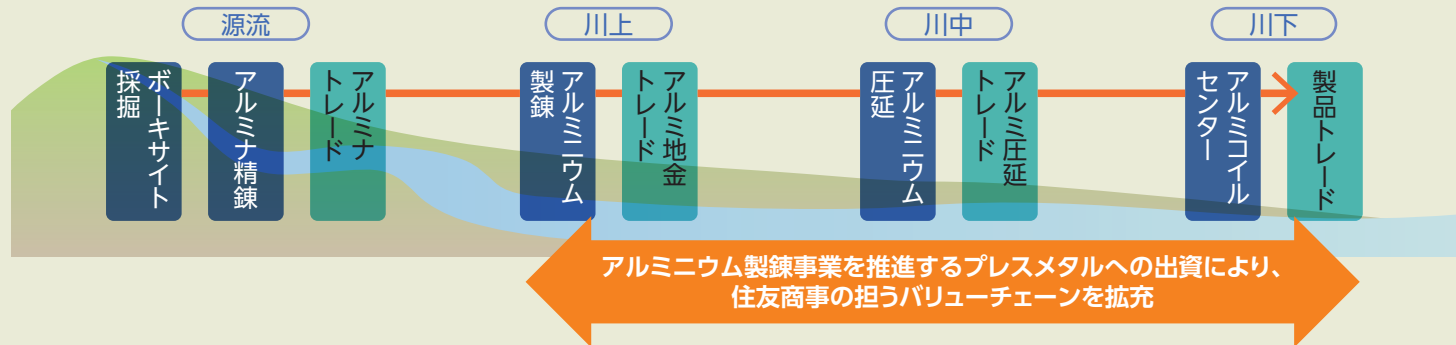 源流
川上
川中
川下
ボーキサイト
採掘
アルミナ精錬
アルミナ
トレード
アルミニウム
製錬
アルミ地金
トレード
アルミニウム
圧延
アルミ圧延
トレード
アルミコイル
センター
製品トレード
アルミニウム製錬事業を推進するプレスメタルへの出資により、
住友商事の担うバリューチェーンを拡充